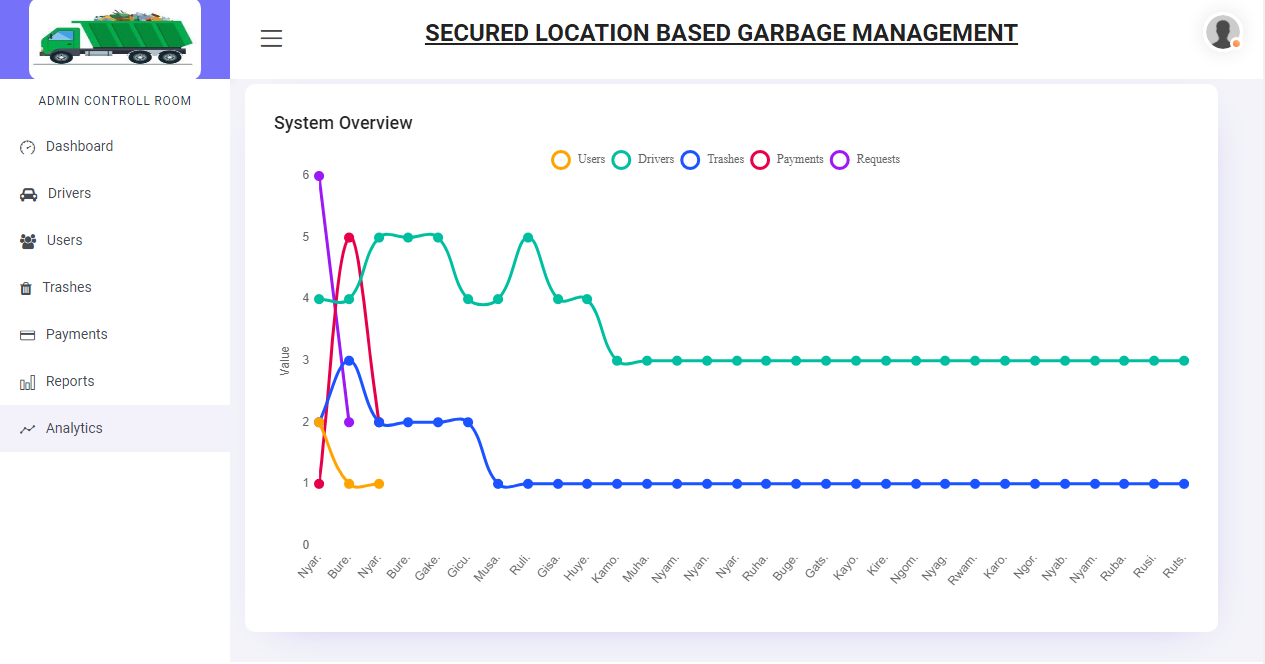 SECURED LOCATION BASED GARBAGE MANAGEMENT
ADMIN CONTROLL ROOM
Dashboard
Drivers
Users
Trashes
Payments
Reports
Analytics
System Overview
Users Drivers Trashes Payments Requests
Value
6
5
4
3
2
1
0
Nyar. Bure. Nyar. Bure. Gake. Gicu. Musa. Ruli. Gisa. Huye. Kamo. Muha. Nyam. Nyan. Nyar. Ruha. Buge. Gats. Kayo. Kire. Ngom. Nyag. Rwam. Karo. Ngor. Nyab. Nyam. Ruba. Rusi. Ruts.